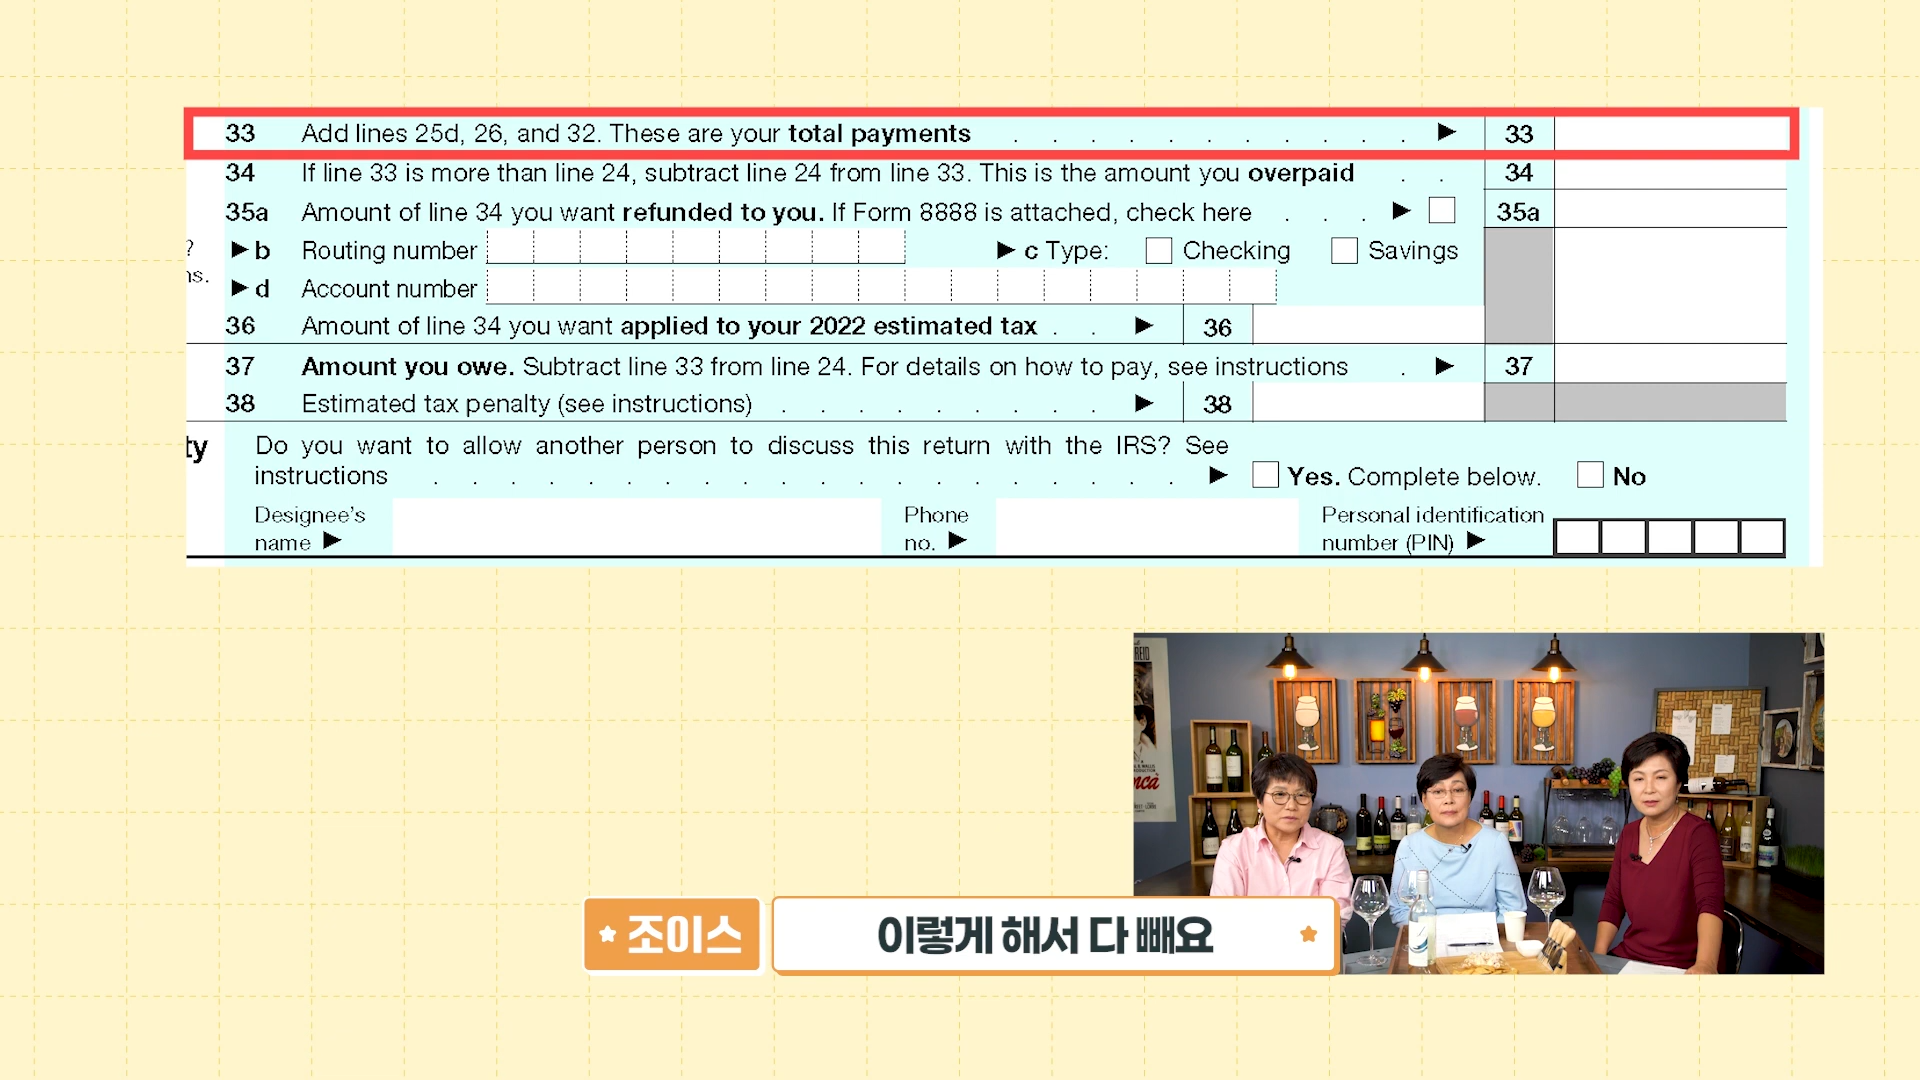 33 Add lines 25d, 26, and 32. These are your total payments . . . . . . . . . . . ▶ 33
34 If line 33 is more than line 24, subtract line 24 from line 33. This is the amount you overpaid . . 34
35a Amount of line 34 you want refunded to you. If Form 8888 is attached, check here . . . ▶ 35a
? ▶ b Routing number ▶ c Type: Checking Savings
ns. ▶ d Account number
36 Amount of line 34 you want applied to your 2022 estimated tax . . ▶ 36
37 Amount you owe. Subtract line 33 from line 24. For details on how to pay, see instructions . ▶ 37
38 Estimated tax penalty (see instructions) . . . . . . . . . ▶ 38
ty Do you want to allow another person to discuss this return with the IRS? See
instructions . . . . . . . . . . . . . . . . . ▶ Yes. Complete below. No
Designee's
name ▶
Phone
no. ▶
Personal identification
number (PIN) ▶
REID
nca
조이스
이렇게 해서 다 빼요